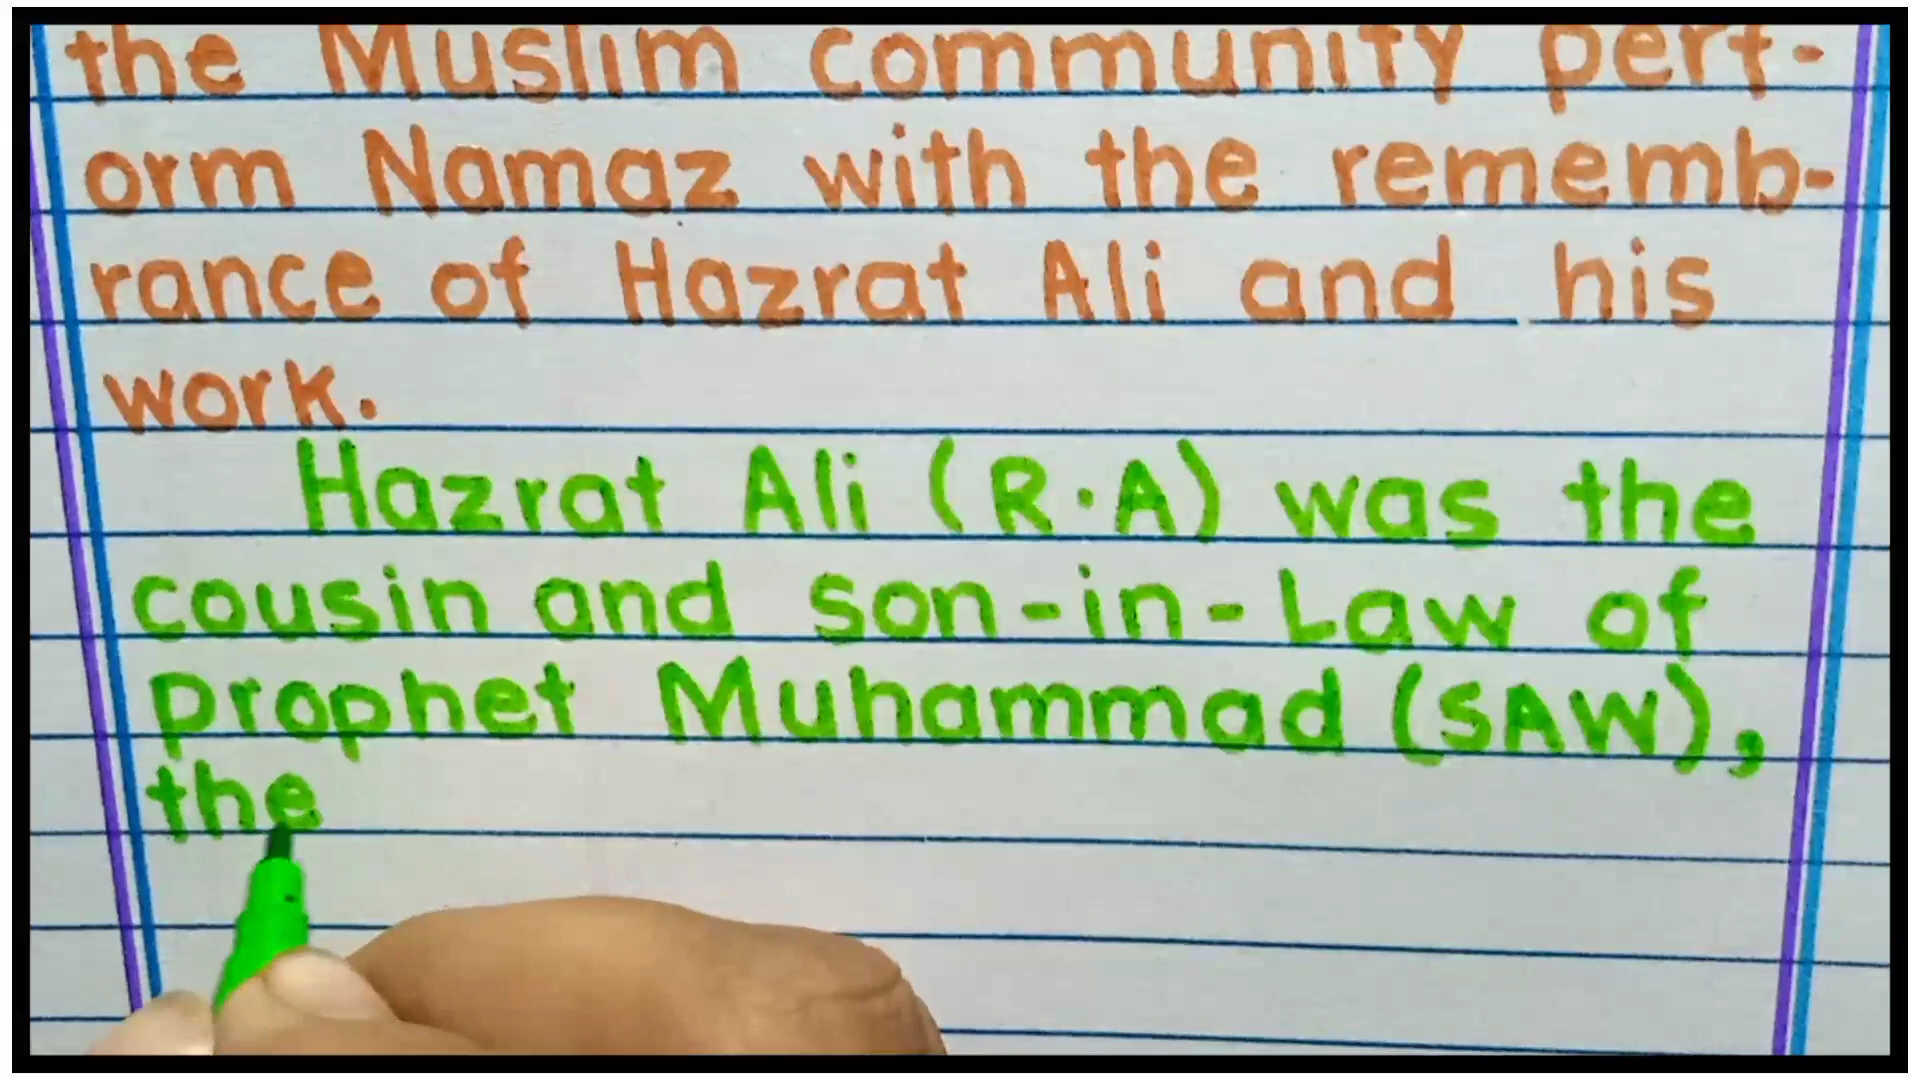 the Muslim community perf-
orm Namaz with the rememb-
rance of Hazrat Ali and his
work.
Hazrat Ali (R.A) was the
cousin and son-in-Law of
prophet Muhammad (SAW),
the